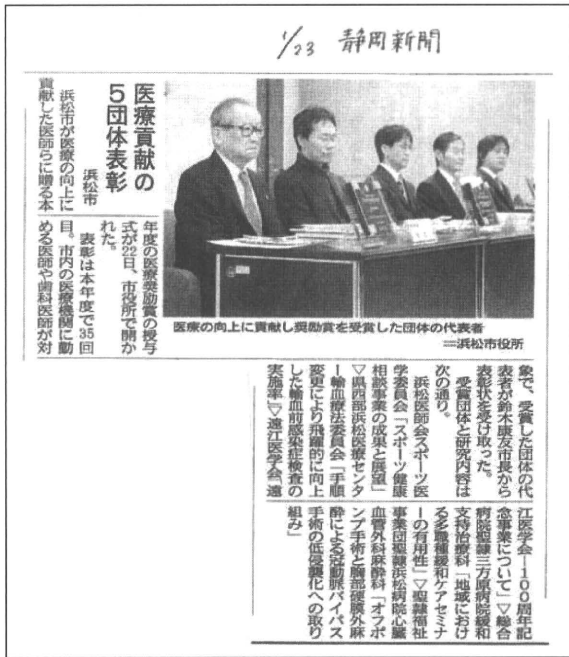 1/23 静岡新聞
医療貢献の
5団体表彰
浜松市
浜松市が医療の向上に
貢献した医師らに贈る本
年度の医療奨励賞の授与
式が22日、市役所で開か
れた。
表彰は本年度で35回
目。市内の医療機関に勤
める医師や歯科医師が対
医療の向上に貢献し奨励賞を受賞した団体の代表者
＝浜松市役所
象で、受賞した団体の代
表者が鈴木康友市長から
表彰状を受け取った。
受賞団体と研究内容は
次の通り。
浜松医師会スポーツ医
学委員会「スポーツ健康
相談事業の成果と展望」
▽県西部浜松医療センタ
ー輸血療法委員会「手順
変更により飛躍的に向上
した輸血前感染症検査の
実施率」▽遠江医学会「遠
江医学会―100周年記
念事業について」▽総合
病院聖隷三方原病院緩和
支持治療科「地域におけ
る多職種緩和ケアセミナ
ーの有用性」▽聖隷福祉
事業団聖隷浜松病院心臓
血管外科麻酔科「オフポ
ンプ手術と胸部硬膜外麻
酔による冠動脈バイパス
手術の低侵襲化への取り
組み」